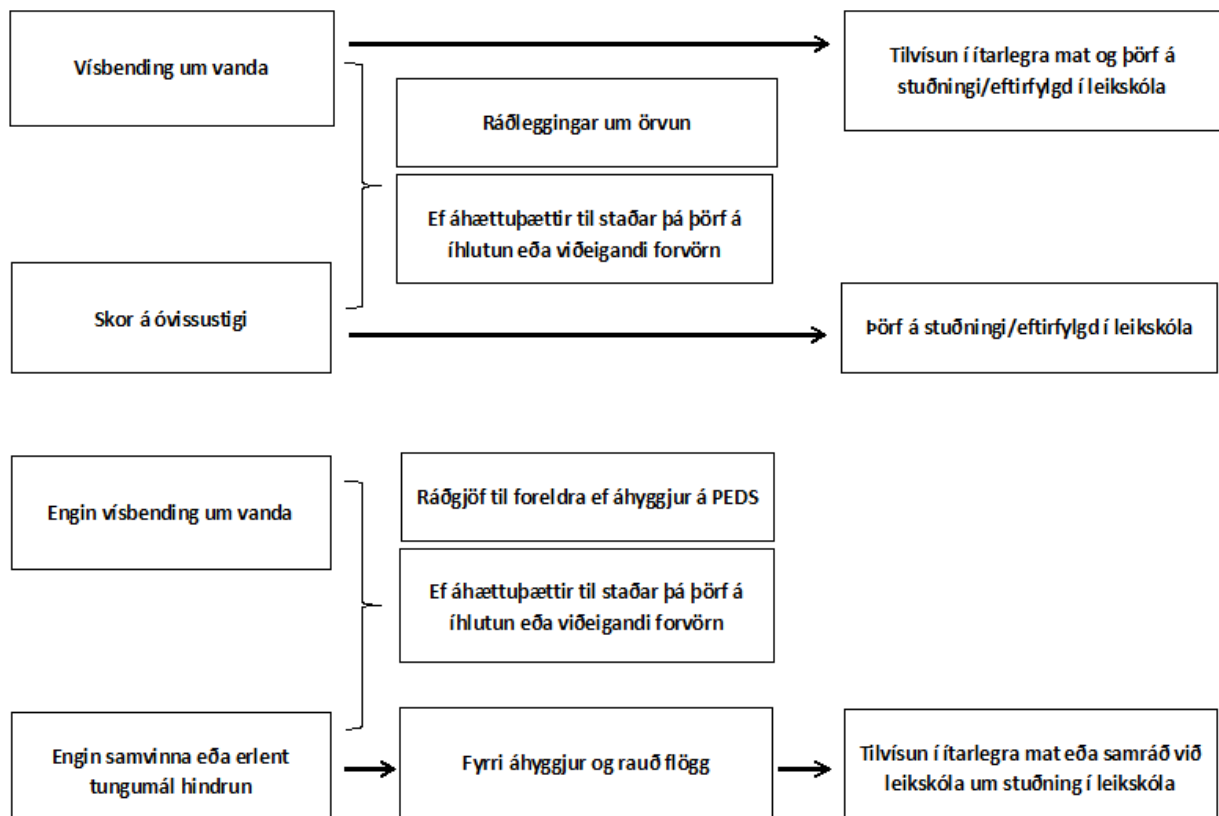 Vísbending um vanda
Tilvísun í ítarlegra mat og þörf á
stuðningi/eftirfylgd í leikskóla
Ráðleggingar um örvun
Ef áhættuþættir til staðar þá þörf á
íhlutun eða viðeigandi forvörn
Skor á óvissustigi
Þörf á stuðningi/eftirfylgd í leikskóla
Engin vísbending um vanda
Ráðgjöf til foreldra ef áhyggjur á PEDS
Ef áhættuþættir til staðar þá þörf á
íhlutun eða viðeigandi forvörn
Engin samvinna eða erlent
tungumál hindrun
Fyrri áhyggjur og rauð flögg
Tilvísun í ítarlegra mat eða samráð við
leikskóla um stuðning í leikskóla